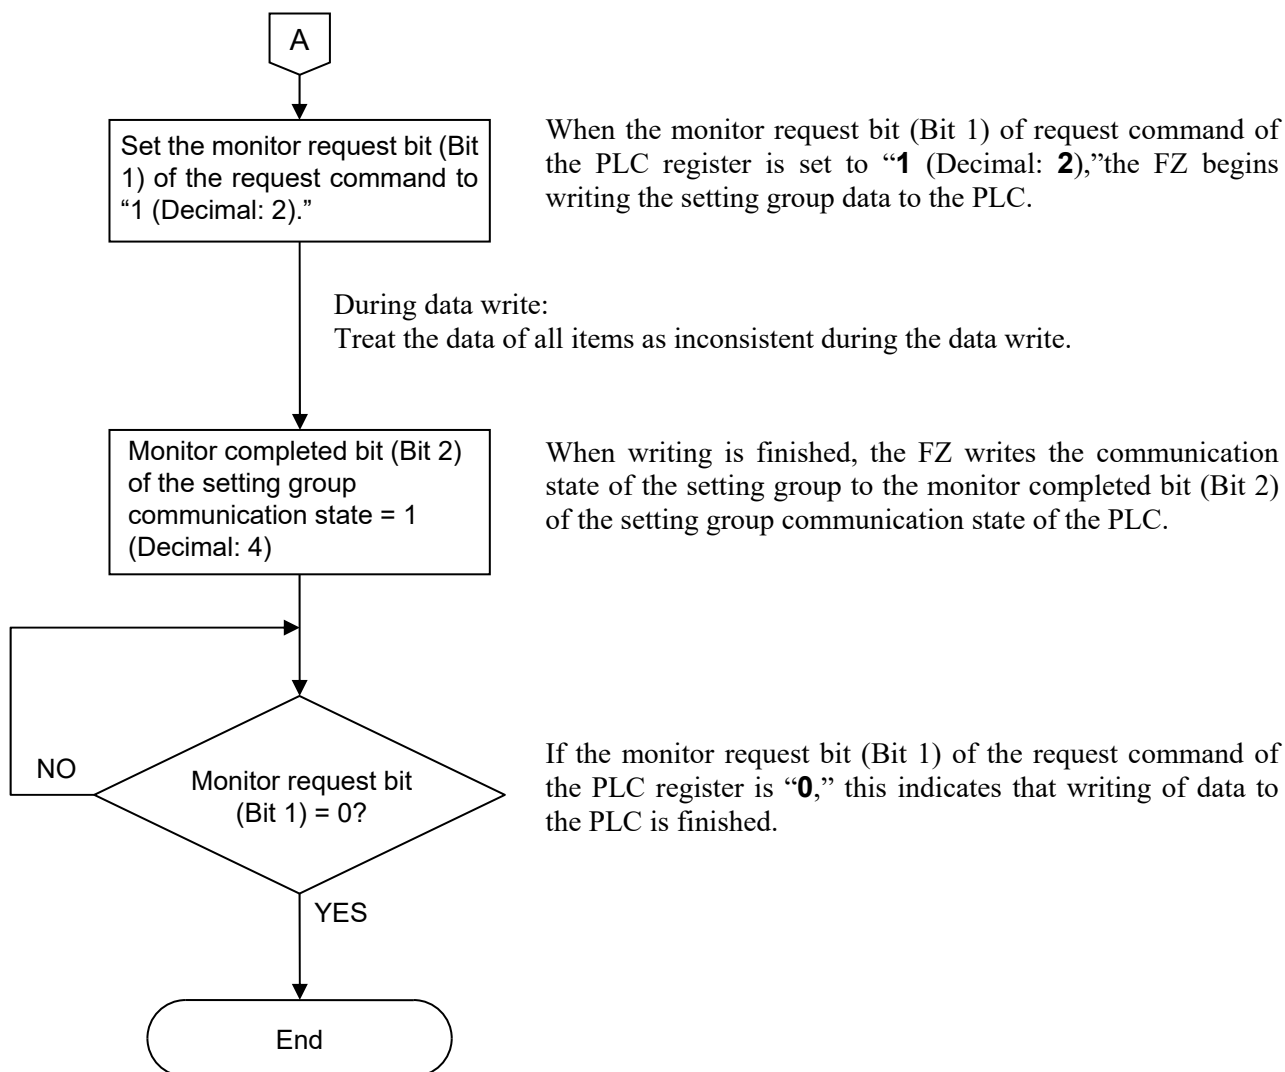 A
Set the monitor request bit (Bit
1) of the request command to
“1 (Decimal: 2).”
When the monitor request bit (Bit 1) of request command of
the PLC register is set to “1 (Decimal: 2),”the FZ begins
writing the setting group data to the PLC.
During data write:
Treat the data of all items as inconsistent during the data write.
Monitor completed bit (Bit 2)
of the setting group
communication state = 1
(Decimal: 4)
When writing is finished, the FZ writes the communication
state of the setting group to the monitor completed bit (Bit 2)
of the setting group communication state of the PLC.
NO
Monitor request bit
(Bit 1) = 0?
If the monitor request bit (Bit 1) of the request command of
the PLC register is “0,” this indicates that writing of data to
the PLC is finished.
YES
End